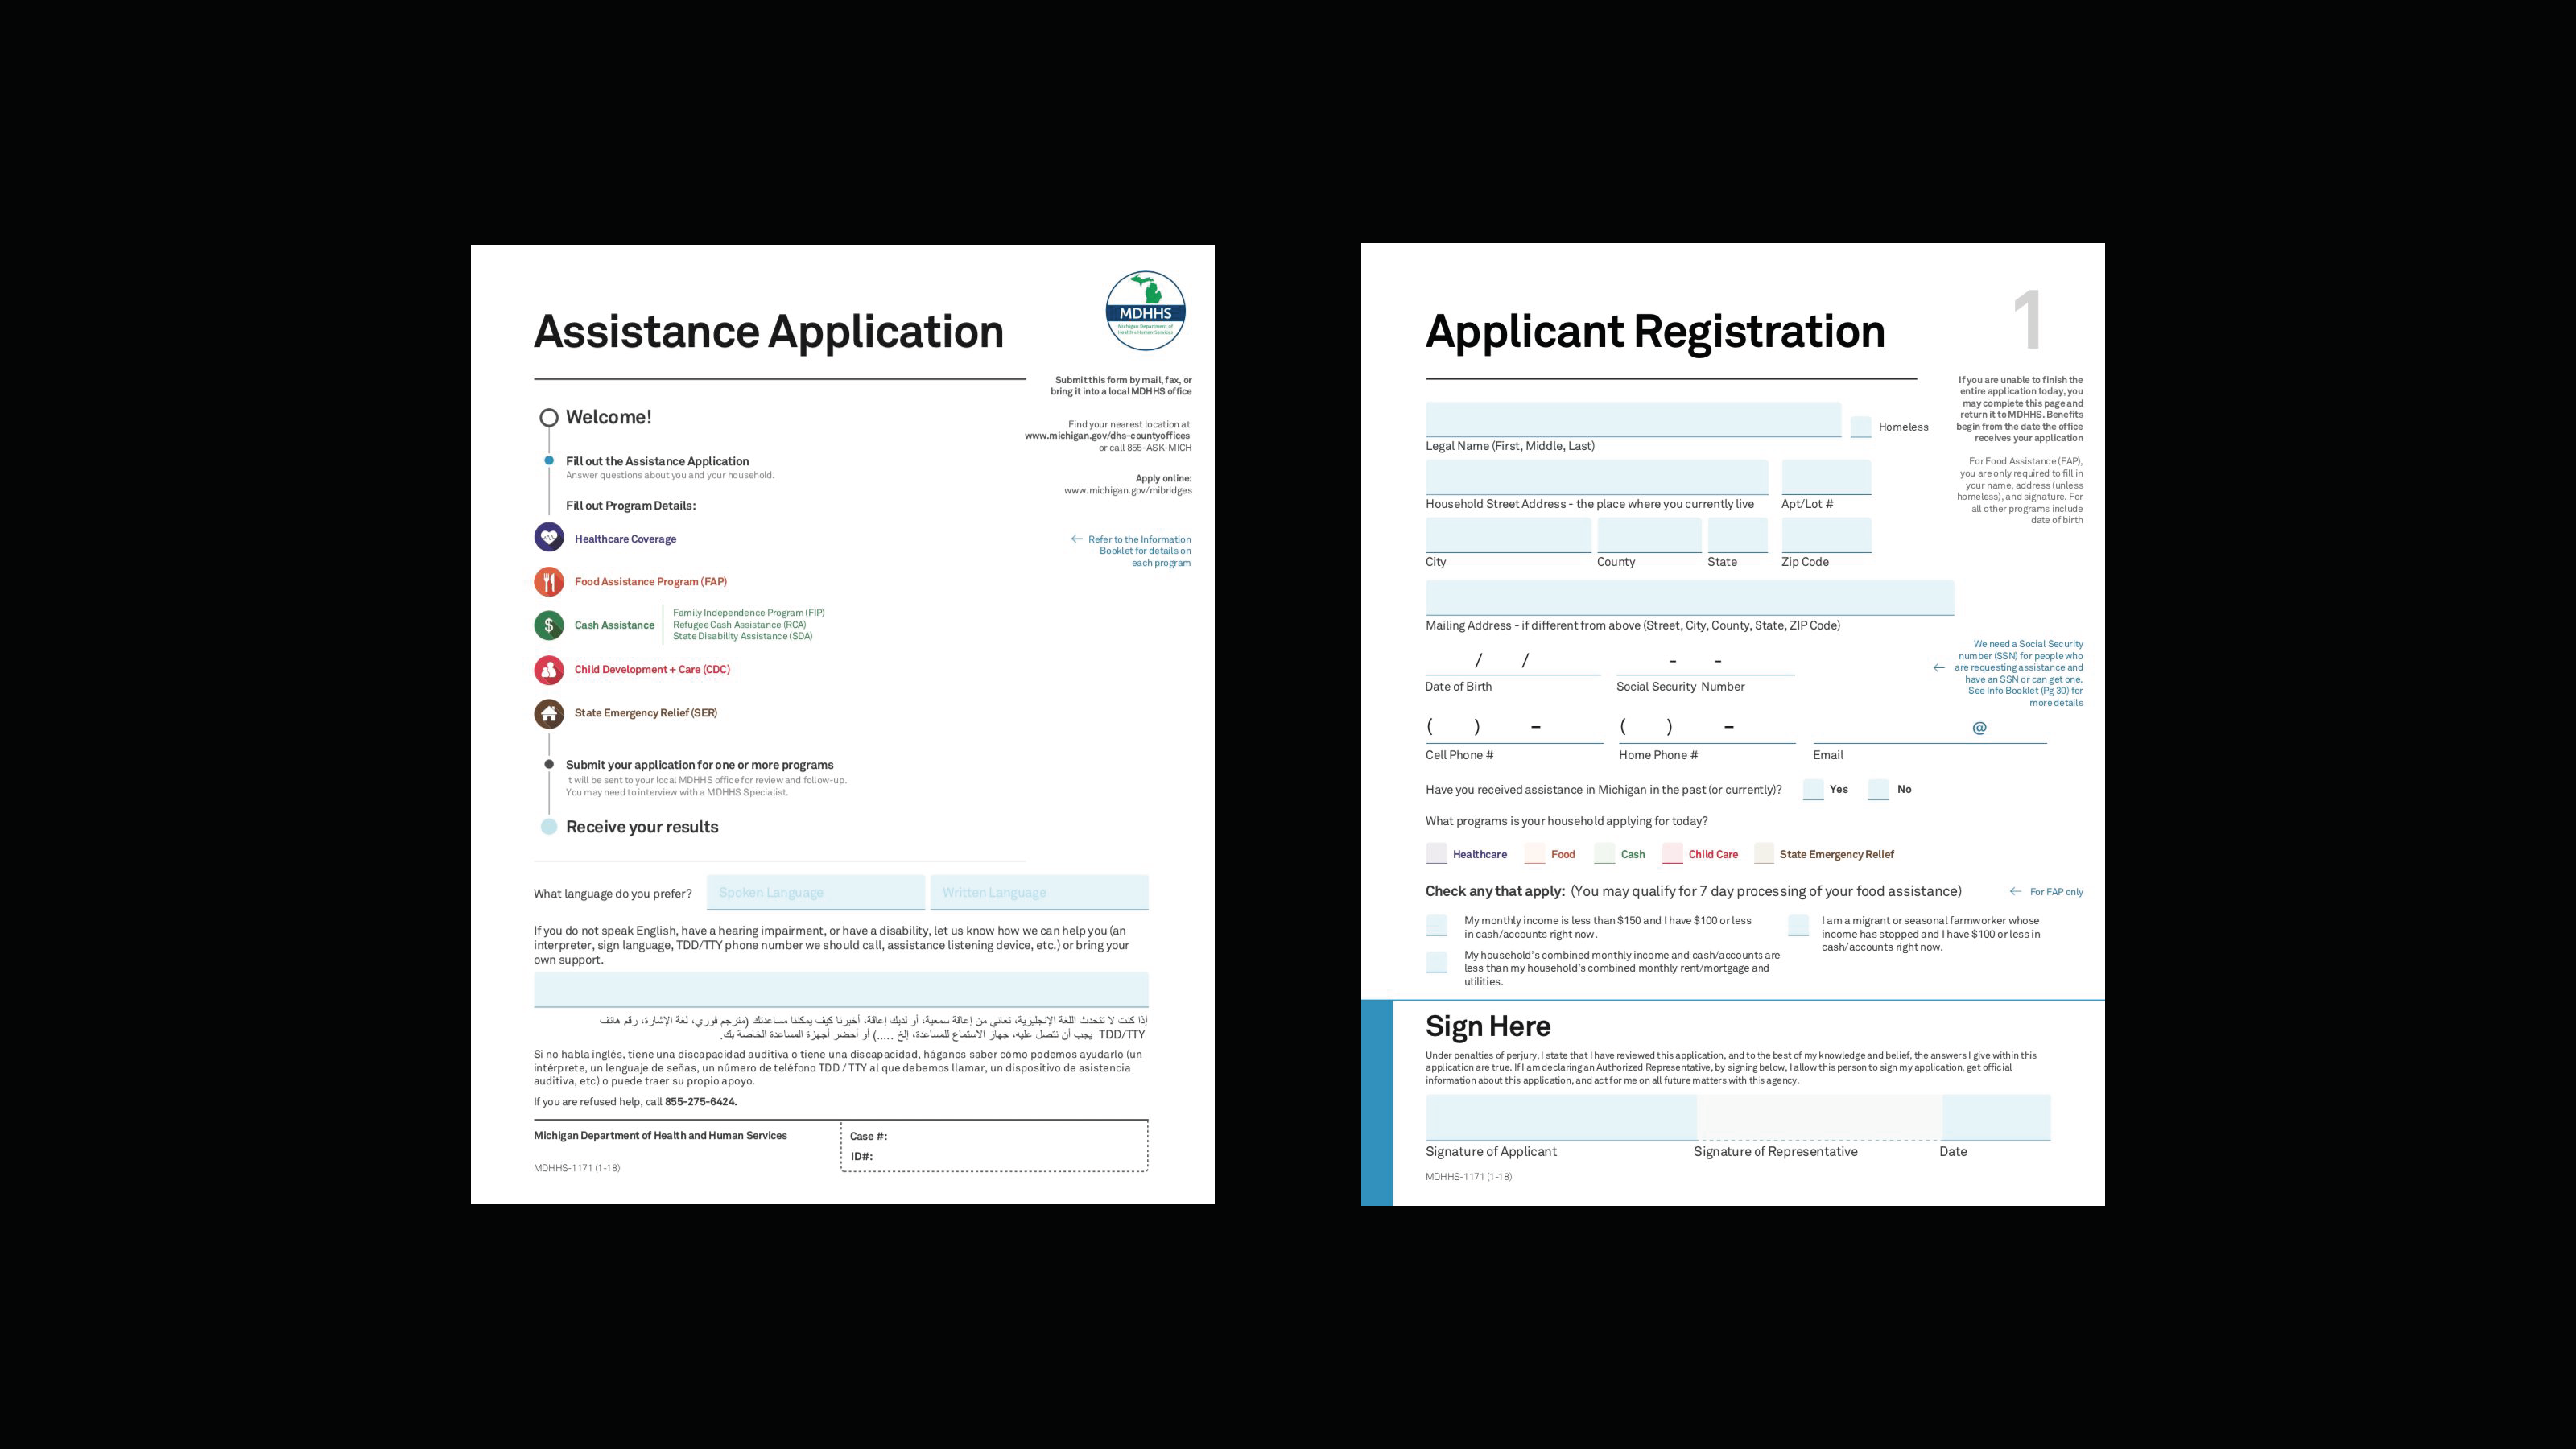 Assistance Application
MDHHS
Michigan Department of
Health & Human Services
Submit this form by mail, fax, or
bring it into a local MDHHS office
Find your nearest location at
www.michigan.gov/dhs-countyoffices
or call 855-ASK-MICH
Apply online:
www.michigan.gov/mibridges
Welcome!
Fill out the Assistance Application
Answer questions about you and your household.
Fill out Program Details:
Healthcare Coverage
← Refer to the Information
Booklet for details on
each program
Food Assistance Program (FAP)
Cash Assistance
Family Independence Program (FIP)
Refugee Cash Assistance (RCA)
State Disability Assistance (SDA)
Child Development + Care (CDC)
State Emergency Relief (SER)
Submit your application for one or more programs
It will be sent to your local MDHHS office for review and follow-up.
You may need to interview with a MDHHS Specialist.
Receive your results
What language do you prefer? Spoken Language Written Language
If you do not speak English, have a hearing impairment, or have a disability, let us know how we can help you (an
interpreter, sign language, TDD/TTY phone number we should call, assistance listening device, etc.) or bring your
own support.
إذا كنت لا تتحدث اللغة الإنجليزية، تعاني من إعاقة سمعية، أو لديك إعاقة، أخبرنا كيف يمكننا مساعدتك (مترجم فوري، لغة الإشارة، رقم هاتف
TDD/TTY يجب أن نتصل عليه، جهاز الاستماع للمساعدة، إلخ .....) أو أحضر أجهزة المساعدة الخاصة بك.
Si no habla inglés, tiene una discapacidad auditiva o tiene una discapacidad, háganos saber cómo podemos ayudarlo (un
intérprete, un lenguaje de señas, un número de teléfono TDD / TTY al que debemos llamar, un dispositivo de asistencia
auditiva, etc) o puede traer su propio apoyo.
If you are refused help, call 855-275-6424.
Michigan Department of Health and Human Services
Case #:
ID#:
MDHHS-1171 (1-18)
Applicant Registration
1
If you are unable to finish the
entire application today, you
may complete this page and
return it to MDHHS. Benefits
begin from the date the office
receives your application
For Food Assistance (FAP),
you are only required to fill in
your name, address (unless
homeless), and signature. For
all other programs include
date of birth
Homeless
Legal Name (First, Middle, Last)
Household Street Address - the place where you currently live Apt/Lot #
City County State Zip Code
Mailing Address - if different from above (Street, City, County, State, ZIP Code)
/ / - -
Date of Birth Social Security Number
← We need a Social Security
number (SSN) for people who
are requesting assistance and
have an SSN or can get one.
See Info Booklet (Pg 30) for
more details
( ) – ( ) – @
Cell Phone # Home Phone # Email
Have you received assistance in Michigan in the past (or currently)? Yes No
What programs is your household applying for today?
Healthcare Food Cash Child Care State Emergency Relief
Check any that apply: (You may qualify for 7 day processing of your food assistance) ← For FAP only
My monthly income is less than $150 and I have $100 or less
in cash/accounts right now.
My household's combined monthly income and cash/accounts are
less than my household's combined monthly rent/mortgage and
utilities.
I am a migrant or seasonal farmworker whose
income has stopped and I have $100 or less in
cash/accounts right now.
Sign Here
Under penalties of perjury, I state that I have reviewed this application, and to the best of my knowledge and belief, the answers I give within this
application are true. If I am declaring an Authorized Representative, by signing below, I allow this person to sign my application, get official
information about this application, and act for me on all future matters with this agency.
Signature of Applicant Signature of Representative Date
MDHHS-1171 (1-18)